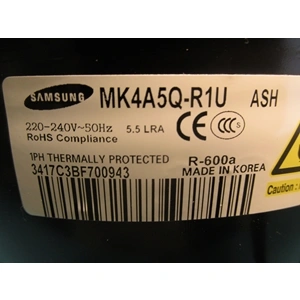 SAMSUNG MK4A5Q-R1U ASH
220-240V~50Hz 5.5 LRA CE CCC
RoHS Compliance
1PH THERMALLY PROTECTED R-600a
3417C3BF700943 MADE IN KOREA
Caution